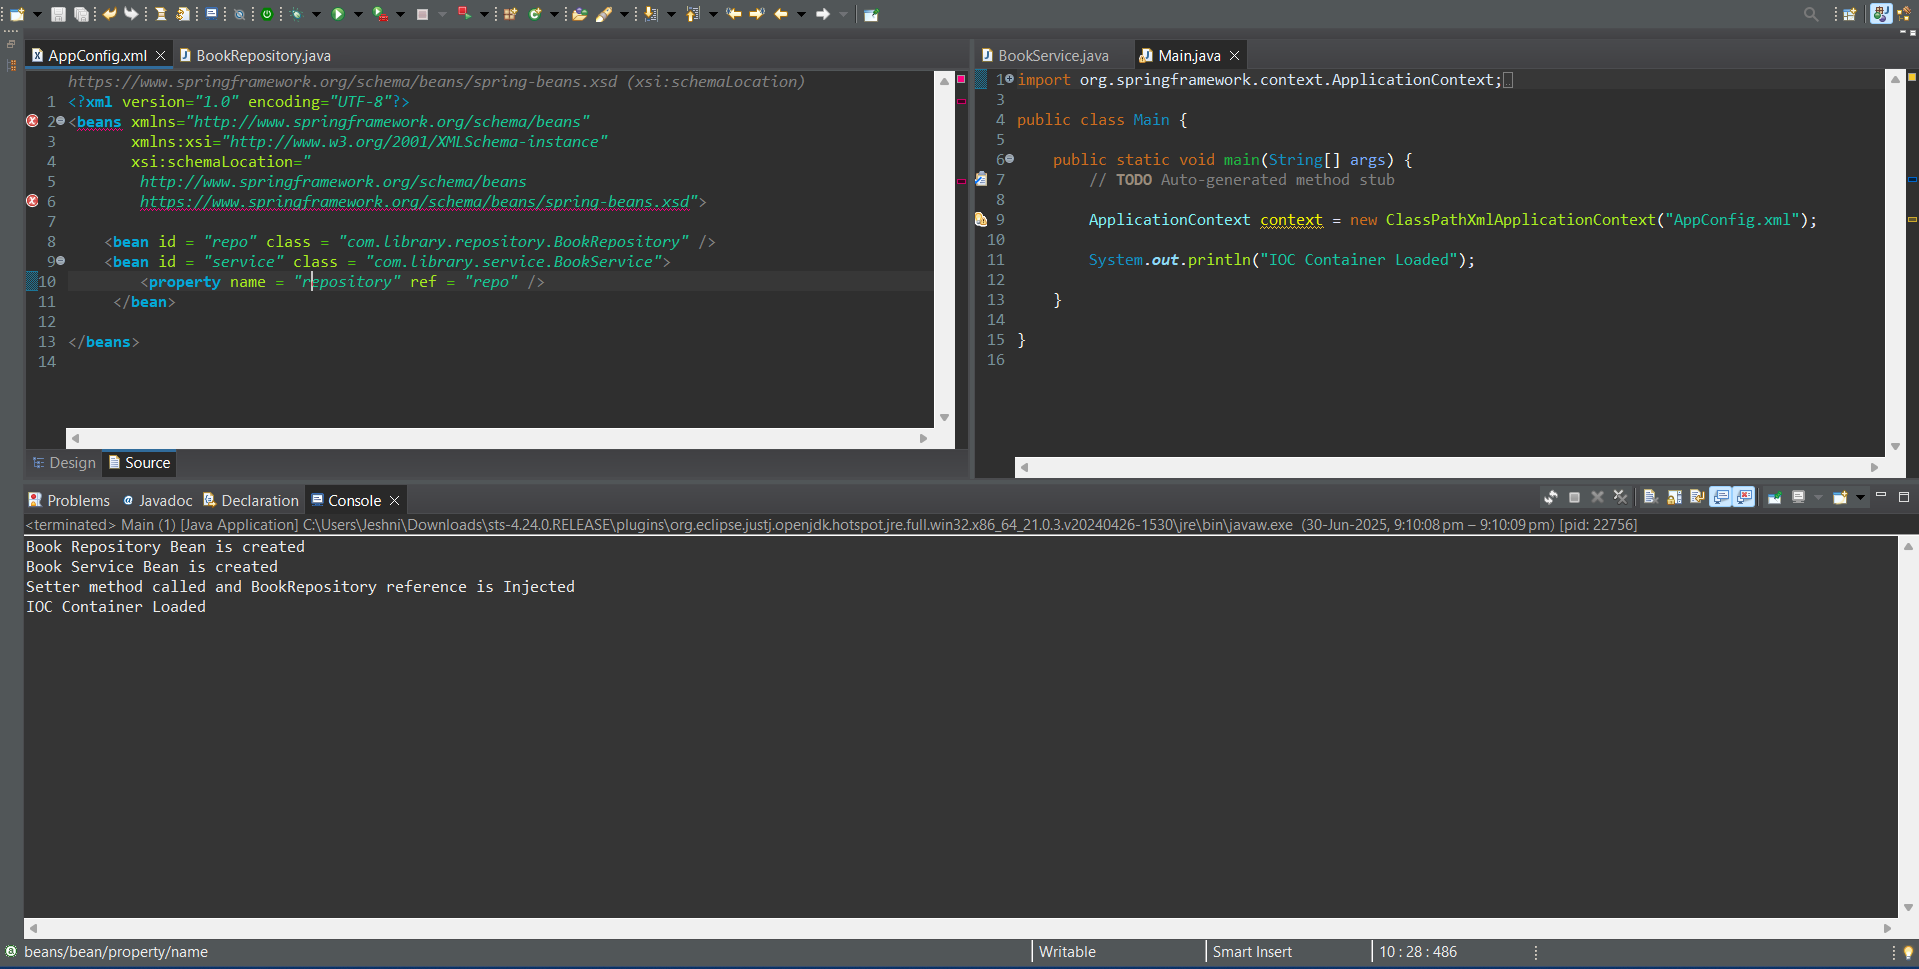 AppConfig.xml
BookRepository.java
https://www.springframework.org/schema/beans/spring-beans.xsd (xsi:schemaLocation)
1 <?xml version="1.0" encoding="UTF-8"?>
2 <beans xmlns="http://www.springframework.org/schema/beans"
3 xmlns:xsi="http://www.w3.org/2001/XMLSchema-instance"
4 xsi:schemaLocation="
5 http://www.springframework.org/schema/beans
6 https://www.springframework.org/schema/beans/spring-beans.xsd">
7
8 <bean id = "repo" class = "com.library.repository.BookRepository" />
9 <bean id = "service" class = "com.library.service.BookService">
10 <property name = "repository" ref = "repo" />
11 </bean>
12
13 </beans>
14
Design Source
BookService.java
Main.java
1 import org.springframework.context.ApplicationContext;
3
4 public class Main {
5
6 public static void main(String[] args) {
7 // TODO Auto-generated method stub
8
9 ApplicationContext context = new ClassPathXmlApplicationContext("AppConfig.xml");
10
11 System.out.println("IOC Container Loaded");
12
13 }
14
15 }
16
Problems Javadoc Declaration Console
<terminated> Main (1) [Java Application] C:\Users\Jeshni\Downloads\sts-4.24.0.RELEASE\plugins\org.eclipse.justj.openjdk.hotspot.jre.full.win32.x86_64_21.0.3.v20240426-1530\jre\bin\javaw.exe (30-Jun-2025, 9:10:08 pm – 9:10:09 pm) [pid: 22756]
Book Repository Bean is created
Book Service Bean is created
Setter method called and BookRepository reference is Injected
IOC Container Loaded
beans/bean/property/name
Writable
Smart Insert
10 : 28 : 486